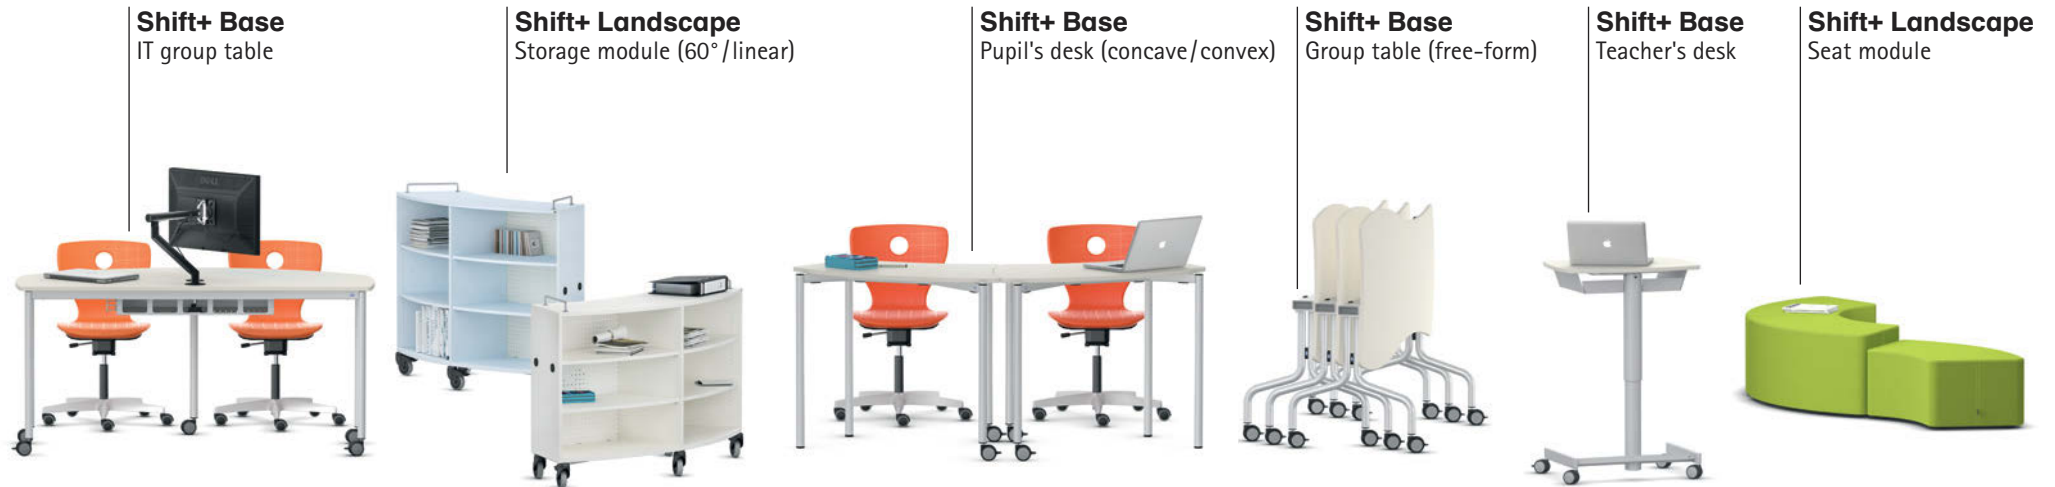 Shift+ Base
IT group table
Shift+ Landscape
Storage module (60°/linear)
Shift+ Base
Pupil's desk (concave/convex)
Shift+ Base
Group table (free-form)
Shift+ Base
Teacher's desk
Shift+ Landscape
Seat module
DELL